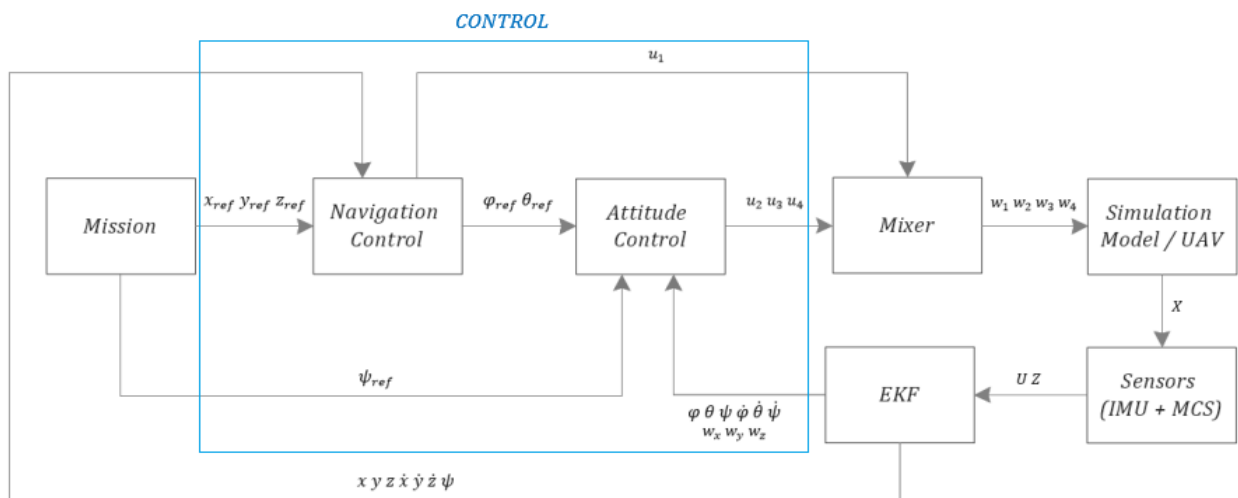 CONTROL
u₁
Mission
x_ref y_ref z_ref
Navigation
Control
φ_ref θ_ref
Attitude
Control
u₂ u₃ u₄
Mixer
w₁ w₂ w₃ w₄
Simulation
Model / UAV
X
ψ_ref
φ θ ψ φ̇ θ̇ ψ̇
w_x w_y w_z
EKF
U Z
Sensors
(IMU + MCS)
x y z ẋ ẏ ż ψ